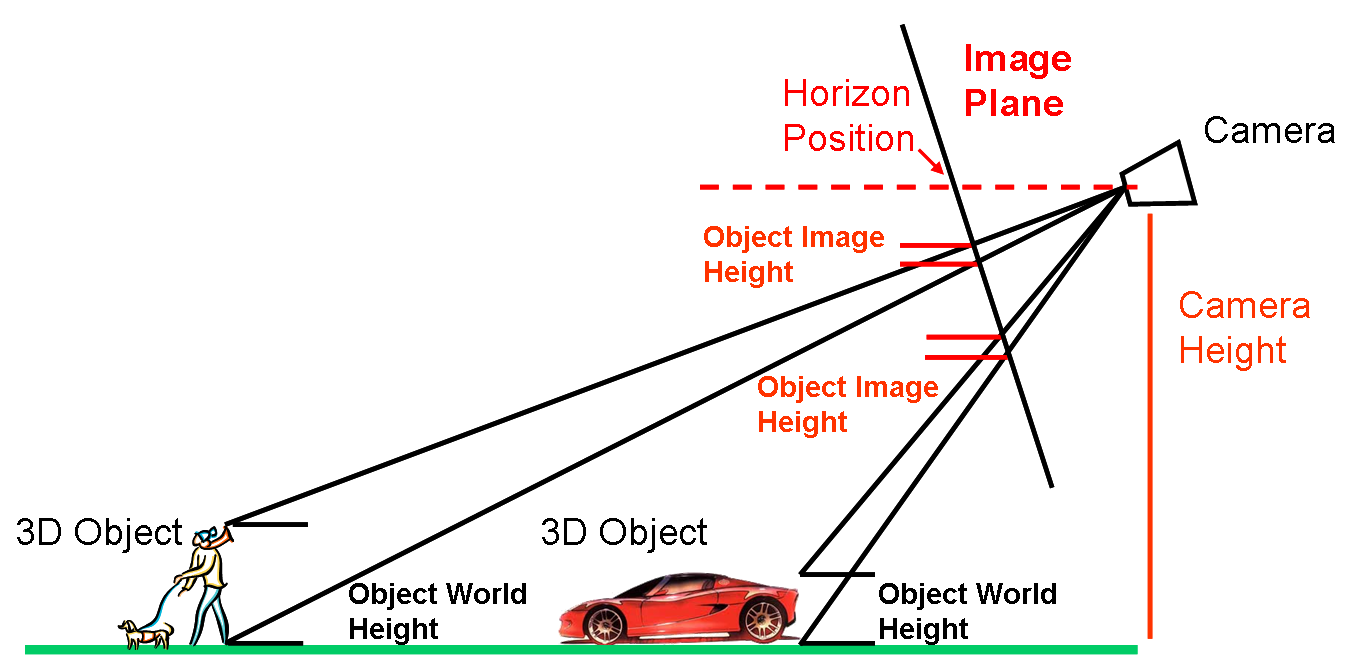 Image
Plane
Horizon
Position
Camera
Object Image
Height
Camera
Height
Object Image
Height
3D Object
3D Object
Object World
Height
Object World
Height